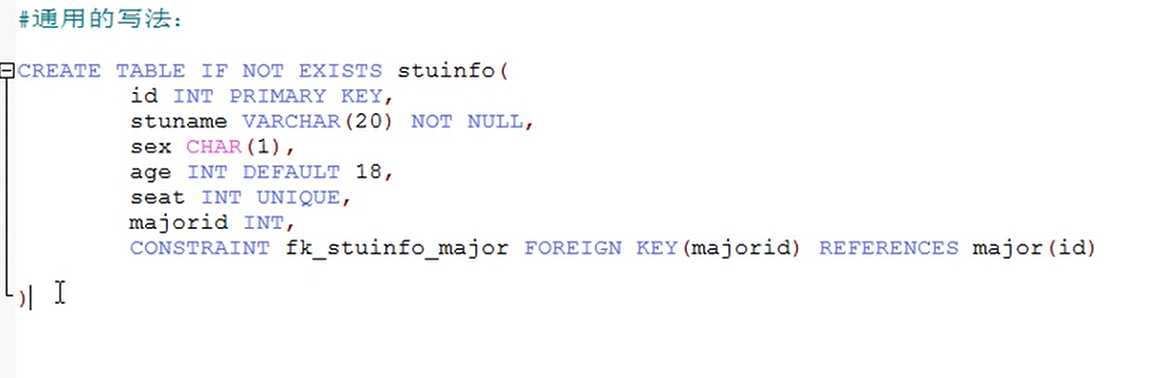 #通用的写法：
CREATE TABLE IF NOT EXISTS stuinfo(
id INT PRIMARY KEY,
stuname VARCHAR(20) NOT NULL,
sex CHAR(1),
age INT DEFAULT 18,
seat INT UNIQUE,
majorid INT,
CONSTRAINT fk_stuinfo_major FOREIGN KEY(majorid) REFERENCES major(id)
)